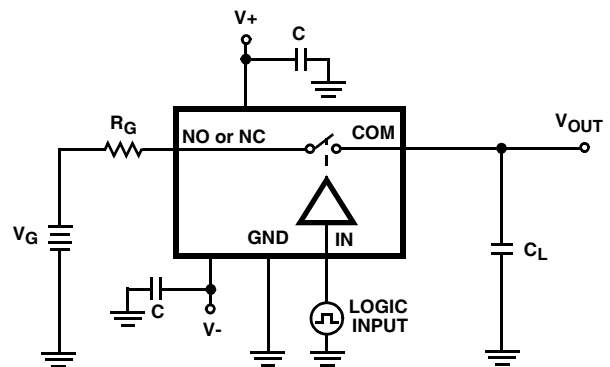 V+
C
RG
NO or NC
COM
VOUT
VG
GND
IN
CL
C
V-
LOGIC
INPUT